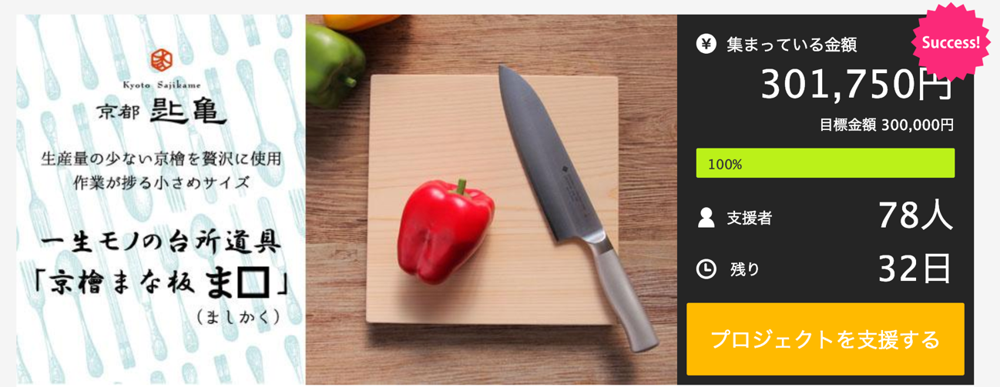 Kyoto Sajikame
京都 匙亀
生産量の少ない京檜を贅沢に使用
作業が捗る小さめサイズ
一生モノの台所道具
「京檜まな板 ま□」
（ましかく）
Success!
¥ 集まっている金額
301,750円
目標金額 300,000円
100%
支援者 78人
残り 32日
プロジェクトを支援する